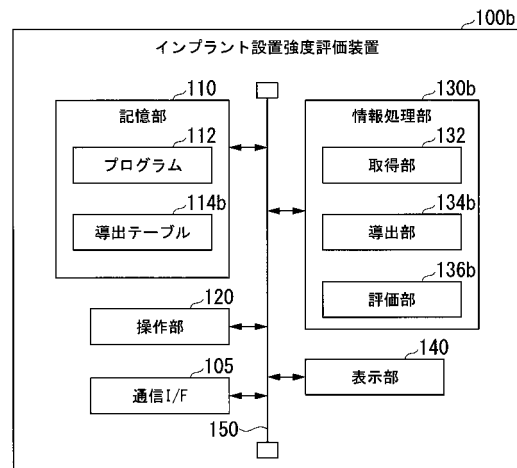 100b
インプラント設置強度評価装置
110
記憶部
112
プログラム
114b
導出テーブル
120
操作部
105
通信I/F
150
130b
情報処理部
132
取得部
134b
導出部
136b
評価部
140
表示部